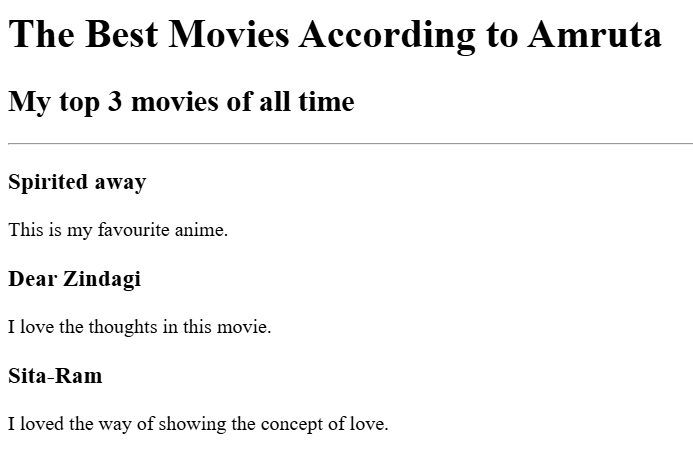 The Best Movies According to Amruta
My top 3 movies of all time
Spirited away
This is my favourite anime.
Dear Zindagi
I love the thoughts in this movie.
Sita-Ram
I loved the way of showing the concept of love.